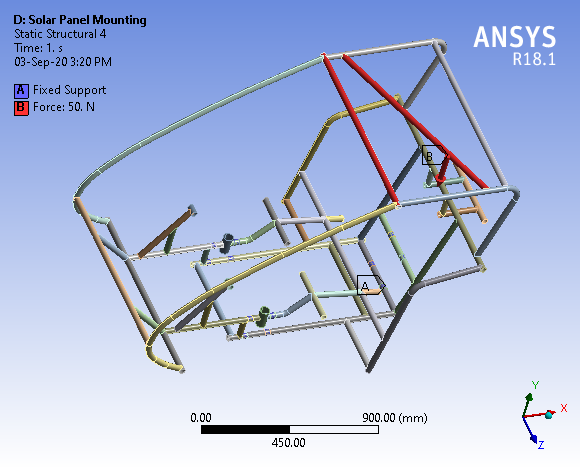 D: Solar Panel Mounting
Static Structural 4
Time: 1. s
03-Sep-20 3:20 PM
A Fixed Support
B Force: 50. N
ANSYS
R18.1
B
A
0.00 900.00 (mm)
450.00
Y
X
Z